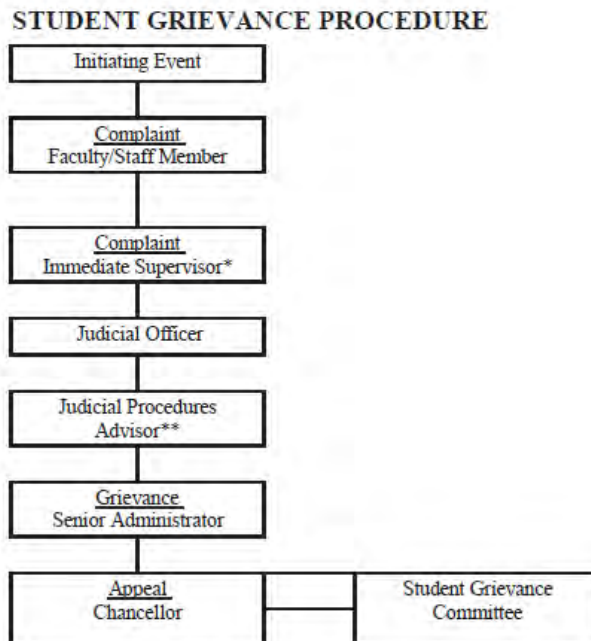 STUDENT GRIEVANCE PROCEDURE
Initiating Event
Complaint
Faculty/Staff Member
Complaint
Immediate Supervisor*
Judicial Officer
Judicial Procedures
Advisor**
Grievance
Senior Administrator
Appeal
Chancellor
Student Grievance
Committee